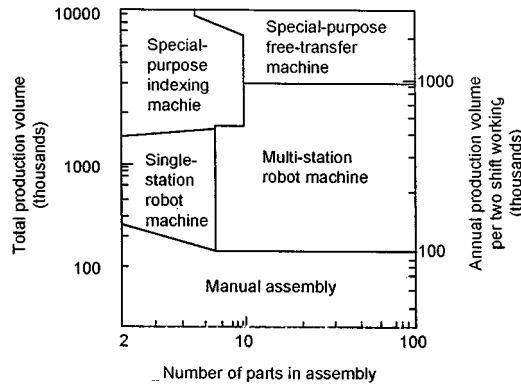 10000
1000
100
Total production volume
(thousands)
Special-
purpose
indexing
machie
Special-purpose
free-transfer
machine
Single-
station
robot
machine
Multi-station
robot machine
Manual assembly
1000
100
Annual production volume
per two shift working
(thousands)
2
10
100
Number of parts in assembly